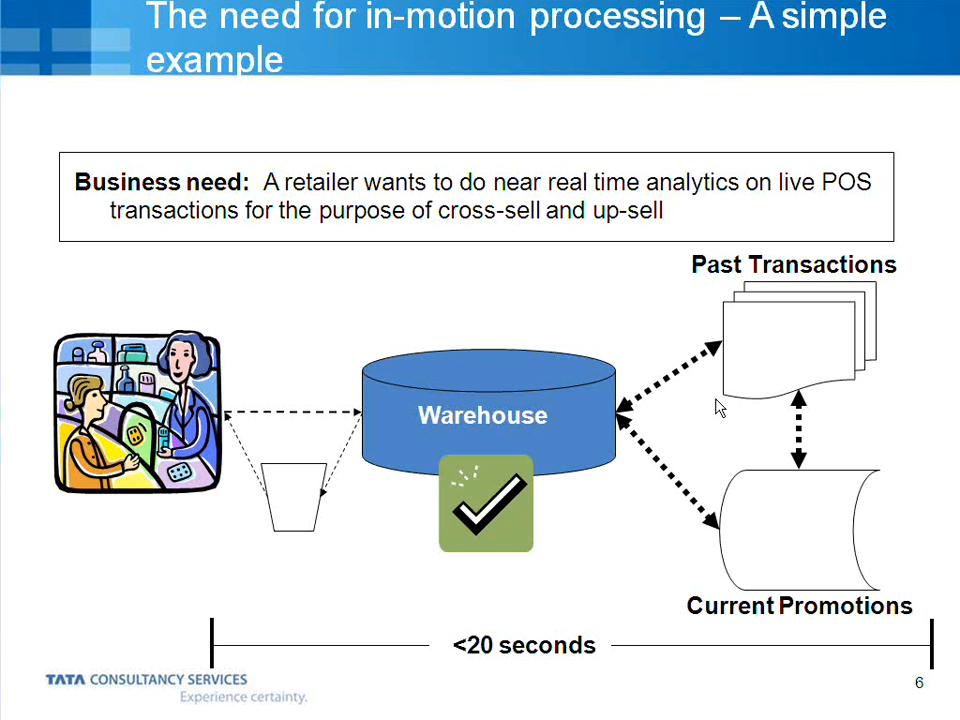 The need for in-motion processing – A simple
example
Business need: A retailer wants to do near real time analytics on live POS
transactions for the purpose of cross-sell and up-sell
Past Transactions
Warehouse
Current Promotions
<20 seconds
TATA CONSULTANCY SERVICES
Experience certainty.
6